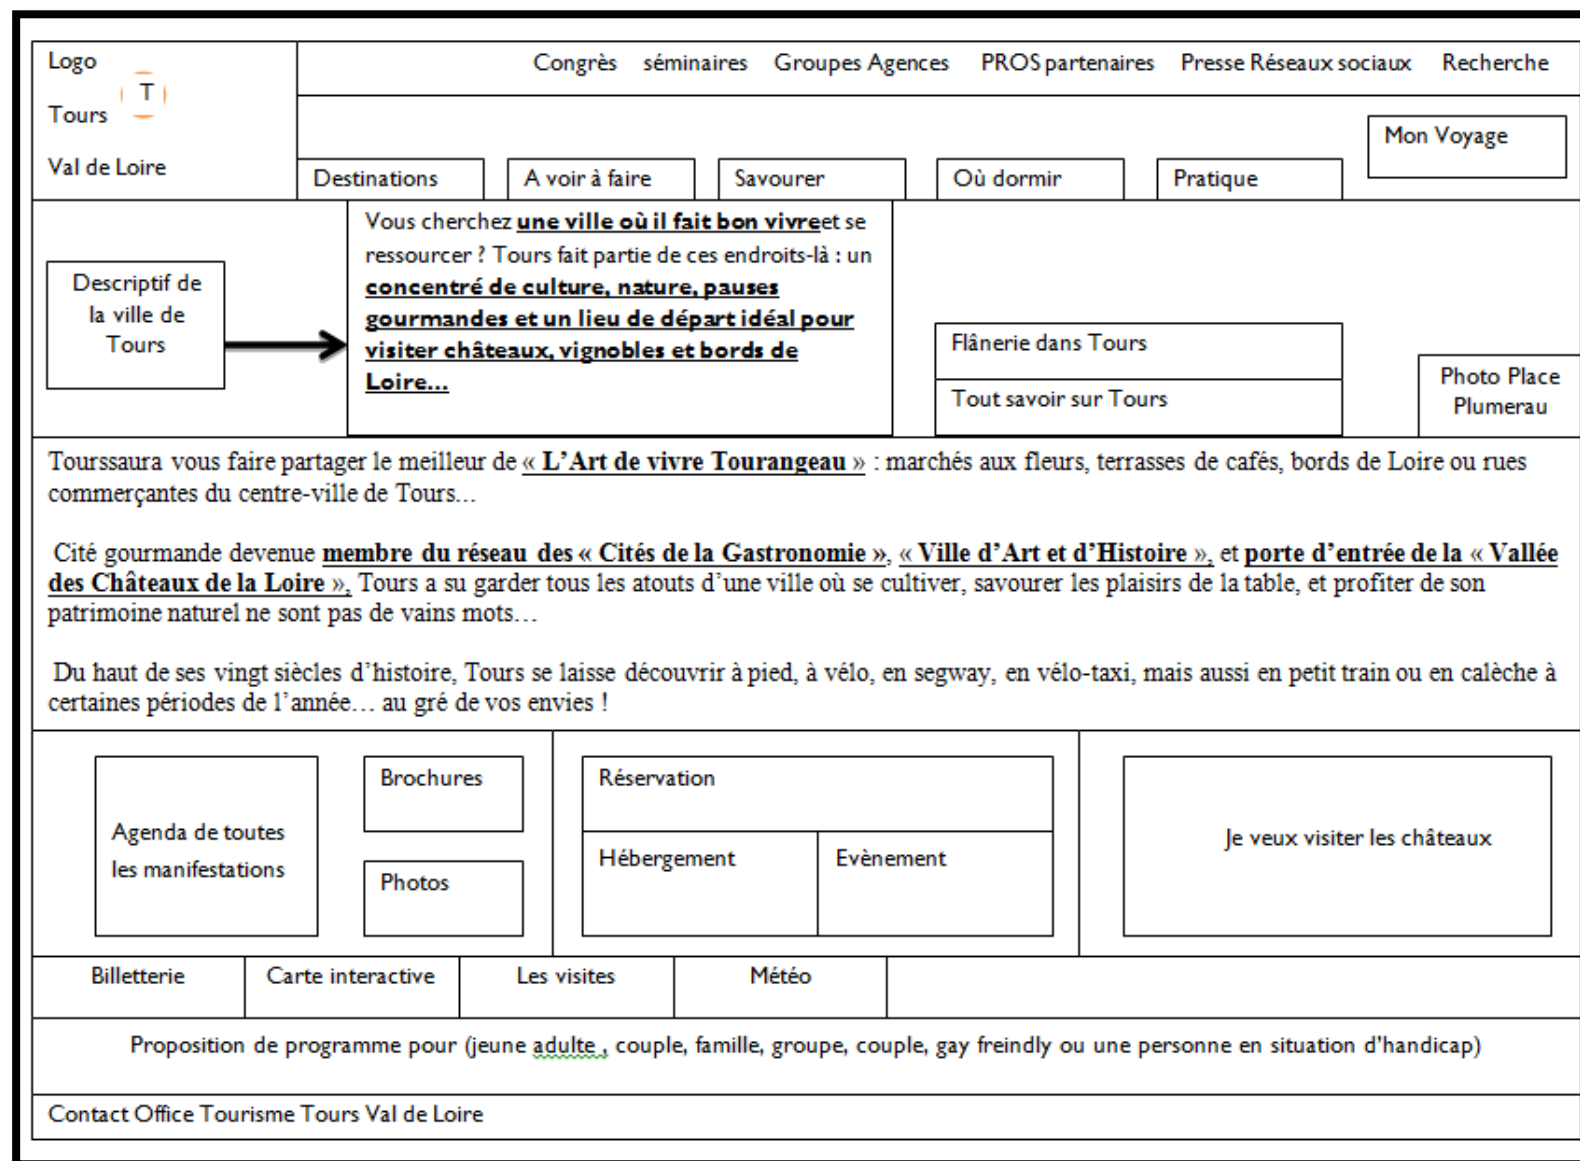 Logo
T
Tours
Val de Loire
Congrès séminaires Groupes Agences PROS partenaires Presse Réseaux sociaux Recherche
Mon Voyage
Destinations
A voir à faire
Savourer
Où dormir
Pratique
Descriptif de
la ville de
Tours
Vous cherchez une ville où il fait bon vivreet se
ressourcer ? Tours fait partie de ces endroits-là : un
concentré de culture, nature, pauses
gourmandes et un lieu de départ idéal pour
visiter châteaux, vignobles et bords de
Loire…
Flânerie dans Tours
Tout savoir sur Tours
Photo Place
Plumerau
Tourssaura vous faire partager le meilleur de « L’Art de vivre Tourangeau » : marchés aux fleurs, terrasses de cafés, bords de Loire ou rues
commerçantes du centre-ville de Tours…
Cité gourmande devenue membre du réseau des « Cités de la Gastronomie », « Ville d’Art et d’Histoire », et porte d’entrée de la « Vallée
des Châteaux de la Loire », Tours a su garder tous les atouts d’une ville où se cultiver, savourer les plaisirs de la table, et profiter de son
patrimoine naturel ne sont pas de vains mots…
Du haut de ses vingt siècles d’histoire, Tours se laisse découvrir à pied, à vélo, en segway, en vélo-taxi, mais aussi en petit train ou en calèche à
certaines périodes de l’année… au gré de vos envies !
Agenda de toutes
les manifestations
Brochures
Photos
Réservation
Hébergement
Evènement
Je veux visiter les châteaux
Billetterie
Carte interactive
Les visites
Météo
Proposition de programme pour (jeune adulte , couple, famille, groupe, couple, gay freindly ou une personne en situation d’handicap)
Contact Office Tourisme Tours Val de Loire